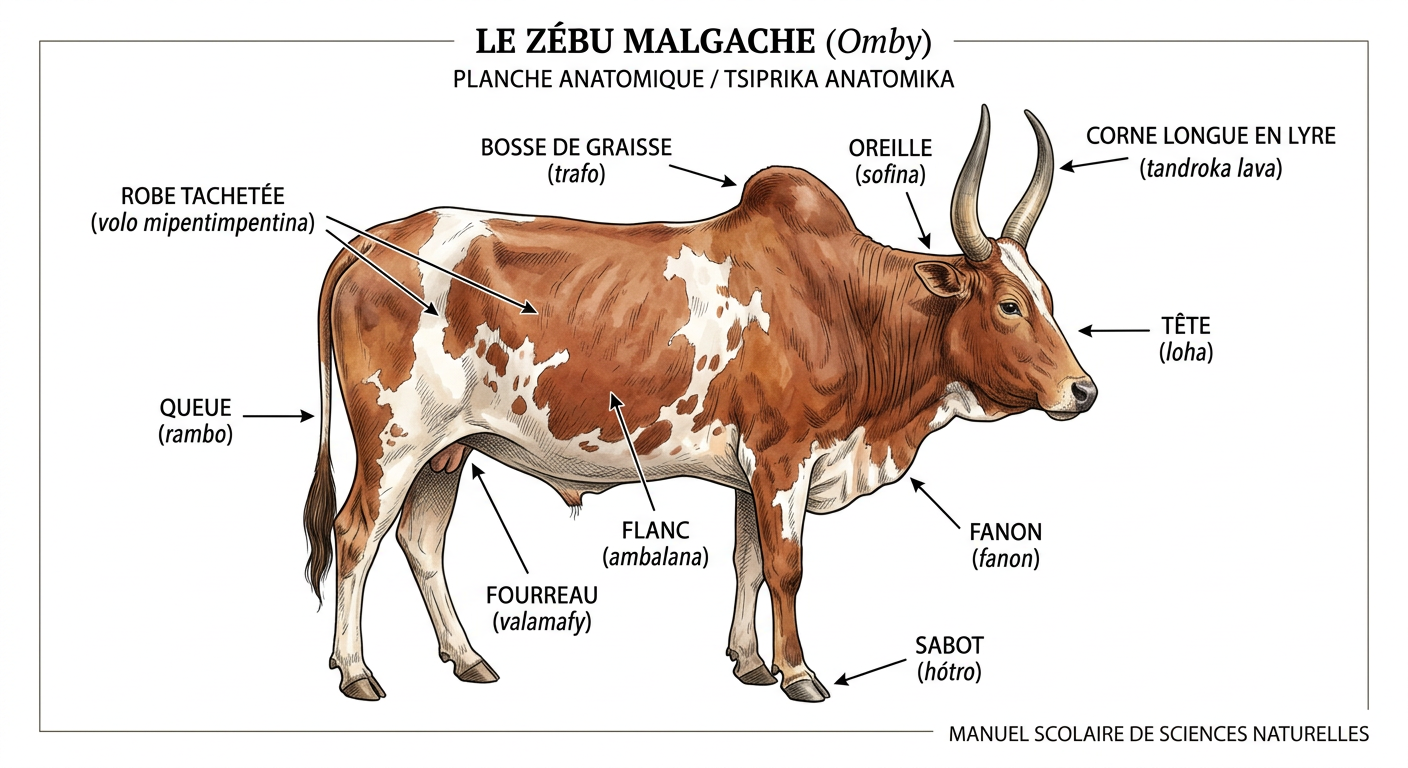 LE ZÉBU MALGACHE (Omby)
PLANCHE ANATOMIQUE / TSIPRIKA ANATOMIKA
BOSSE DE GRAISSE
(trafo)
OREILLE
(sofina)
CORNE LONGUE EN LYRE
(tandroka lava)
ROBE TACHETÉE
(volo mipentimpentina)
TÊTE
(loha)
QUEUE
(rambo)
FLANC
(ambalana)
FANON
(fanon)
FOURREAU
(valamafy)
SABOT
(hótro)
MANUEL SCOLAIRE DE SCIENCES NATURELLES